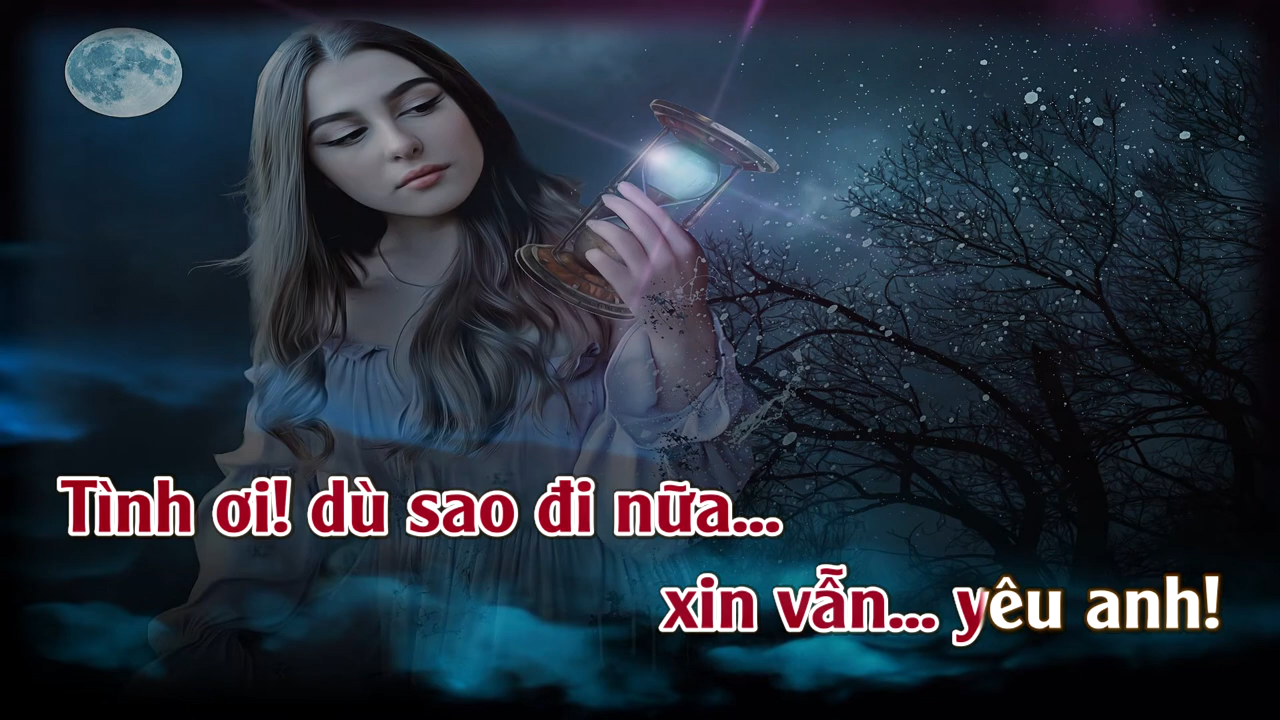 Tình ơi! dù sao đi nữa...
xin vẫn... yêu anh!